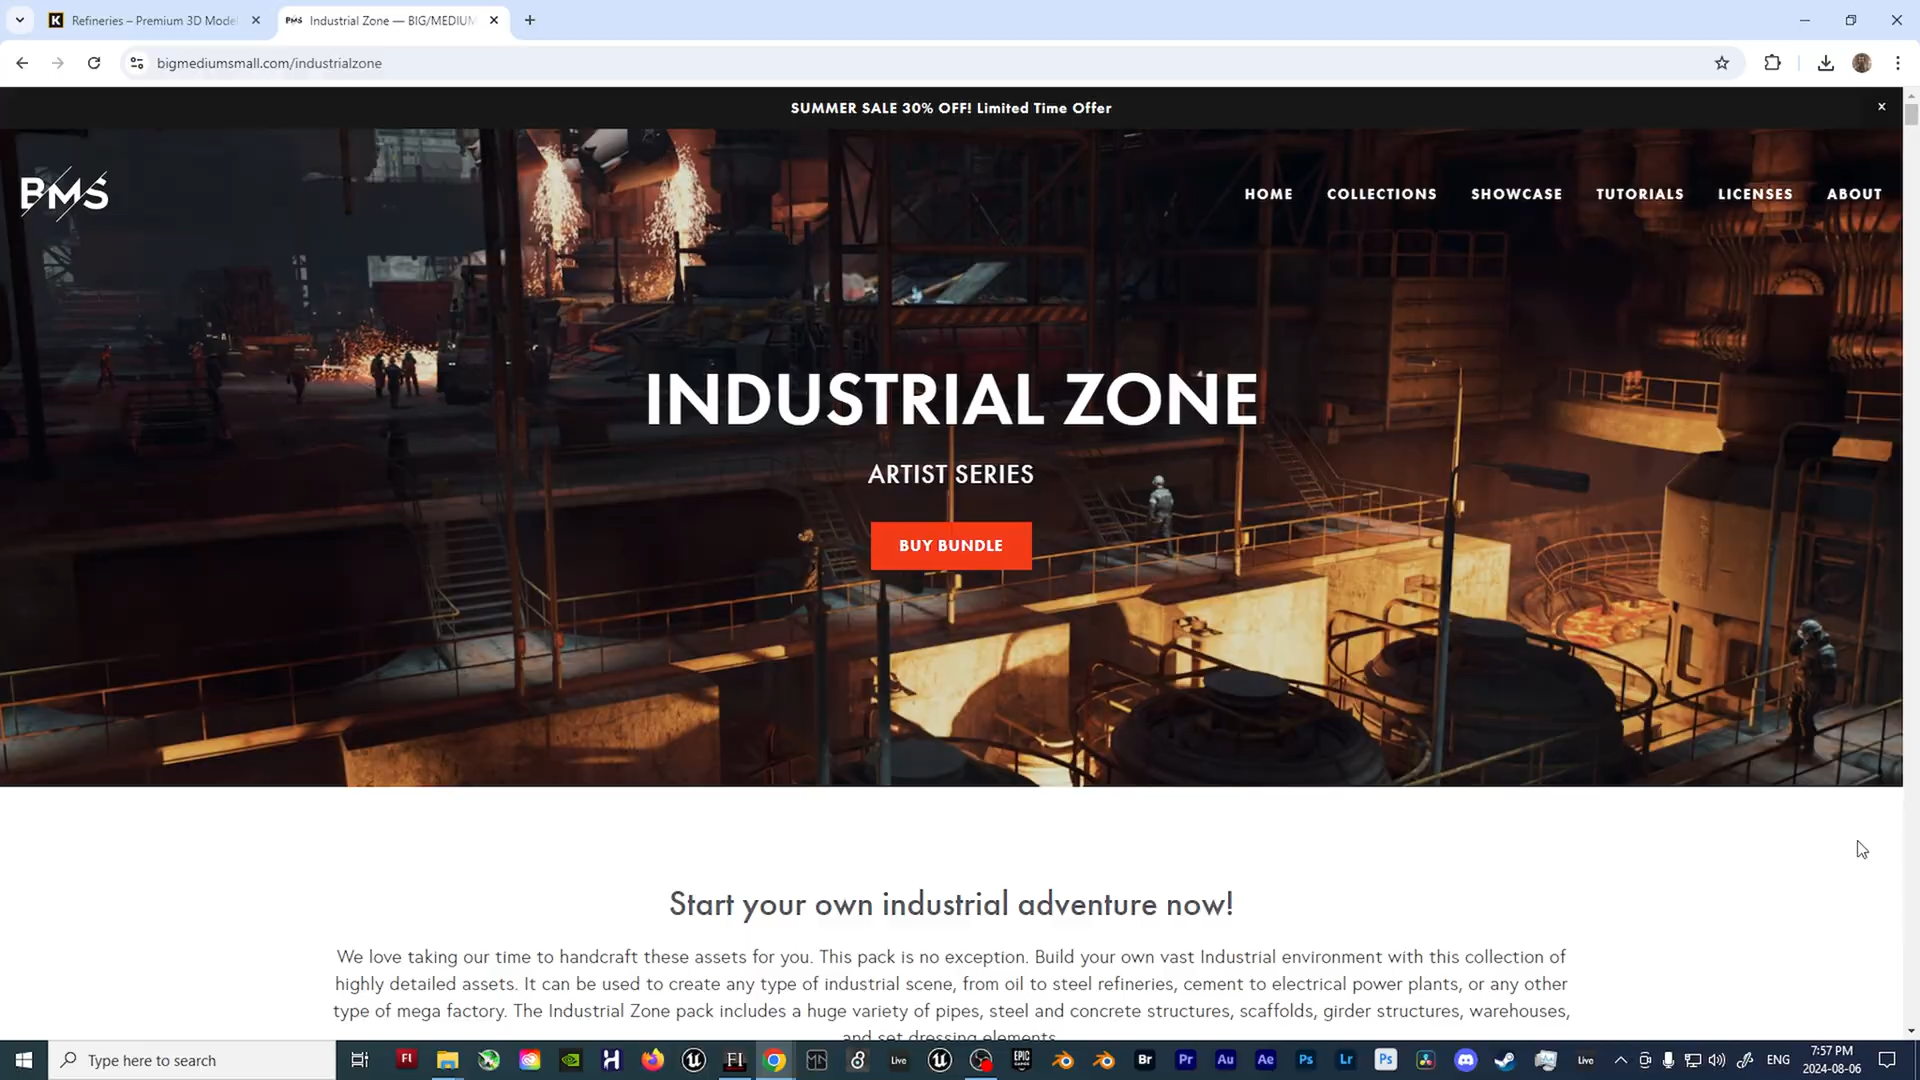 Refineries – Premium 3D Model
Industrial Zone — BIG/MEDIUM
bigmediumsmall.com/industrialzone
SUMMER SALE 30% OFF! Limited Time Offer
BMS
HOME COLLECTIONS SHOWCASE TUTORIALS LICENSES ABOUT
INDUSTRIAL ZONE
ARTIST SERIES
BUY BUNDLE
Start your own industrial adventure now!
We love taking our time to handcraft these assets for you. This pack is no exception. Build your own vast Industrial environment with this collection of
highly detailed assets. It can be used to create any type of industrial scene, from oil to steel refineries, cement to electrical power plants, or any other
type of mega factory. The Industrial Zone pack includes a huge variety of pipes, steel and concrete structures, scaffolds, girder structures, warehouses,
and set dressing elements.
Type here to search
ENG
7:57 PM
2024-08-06